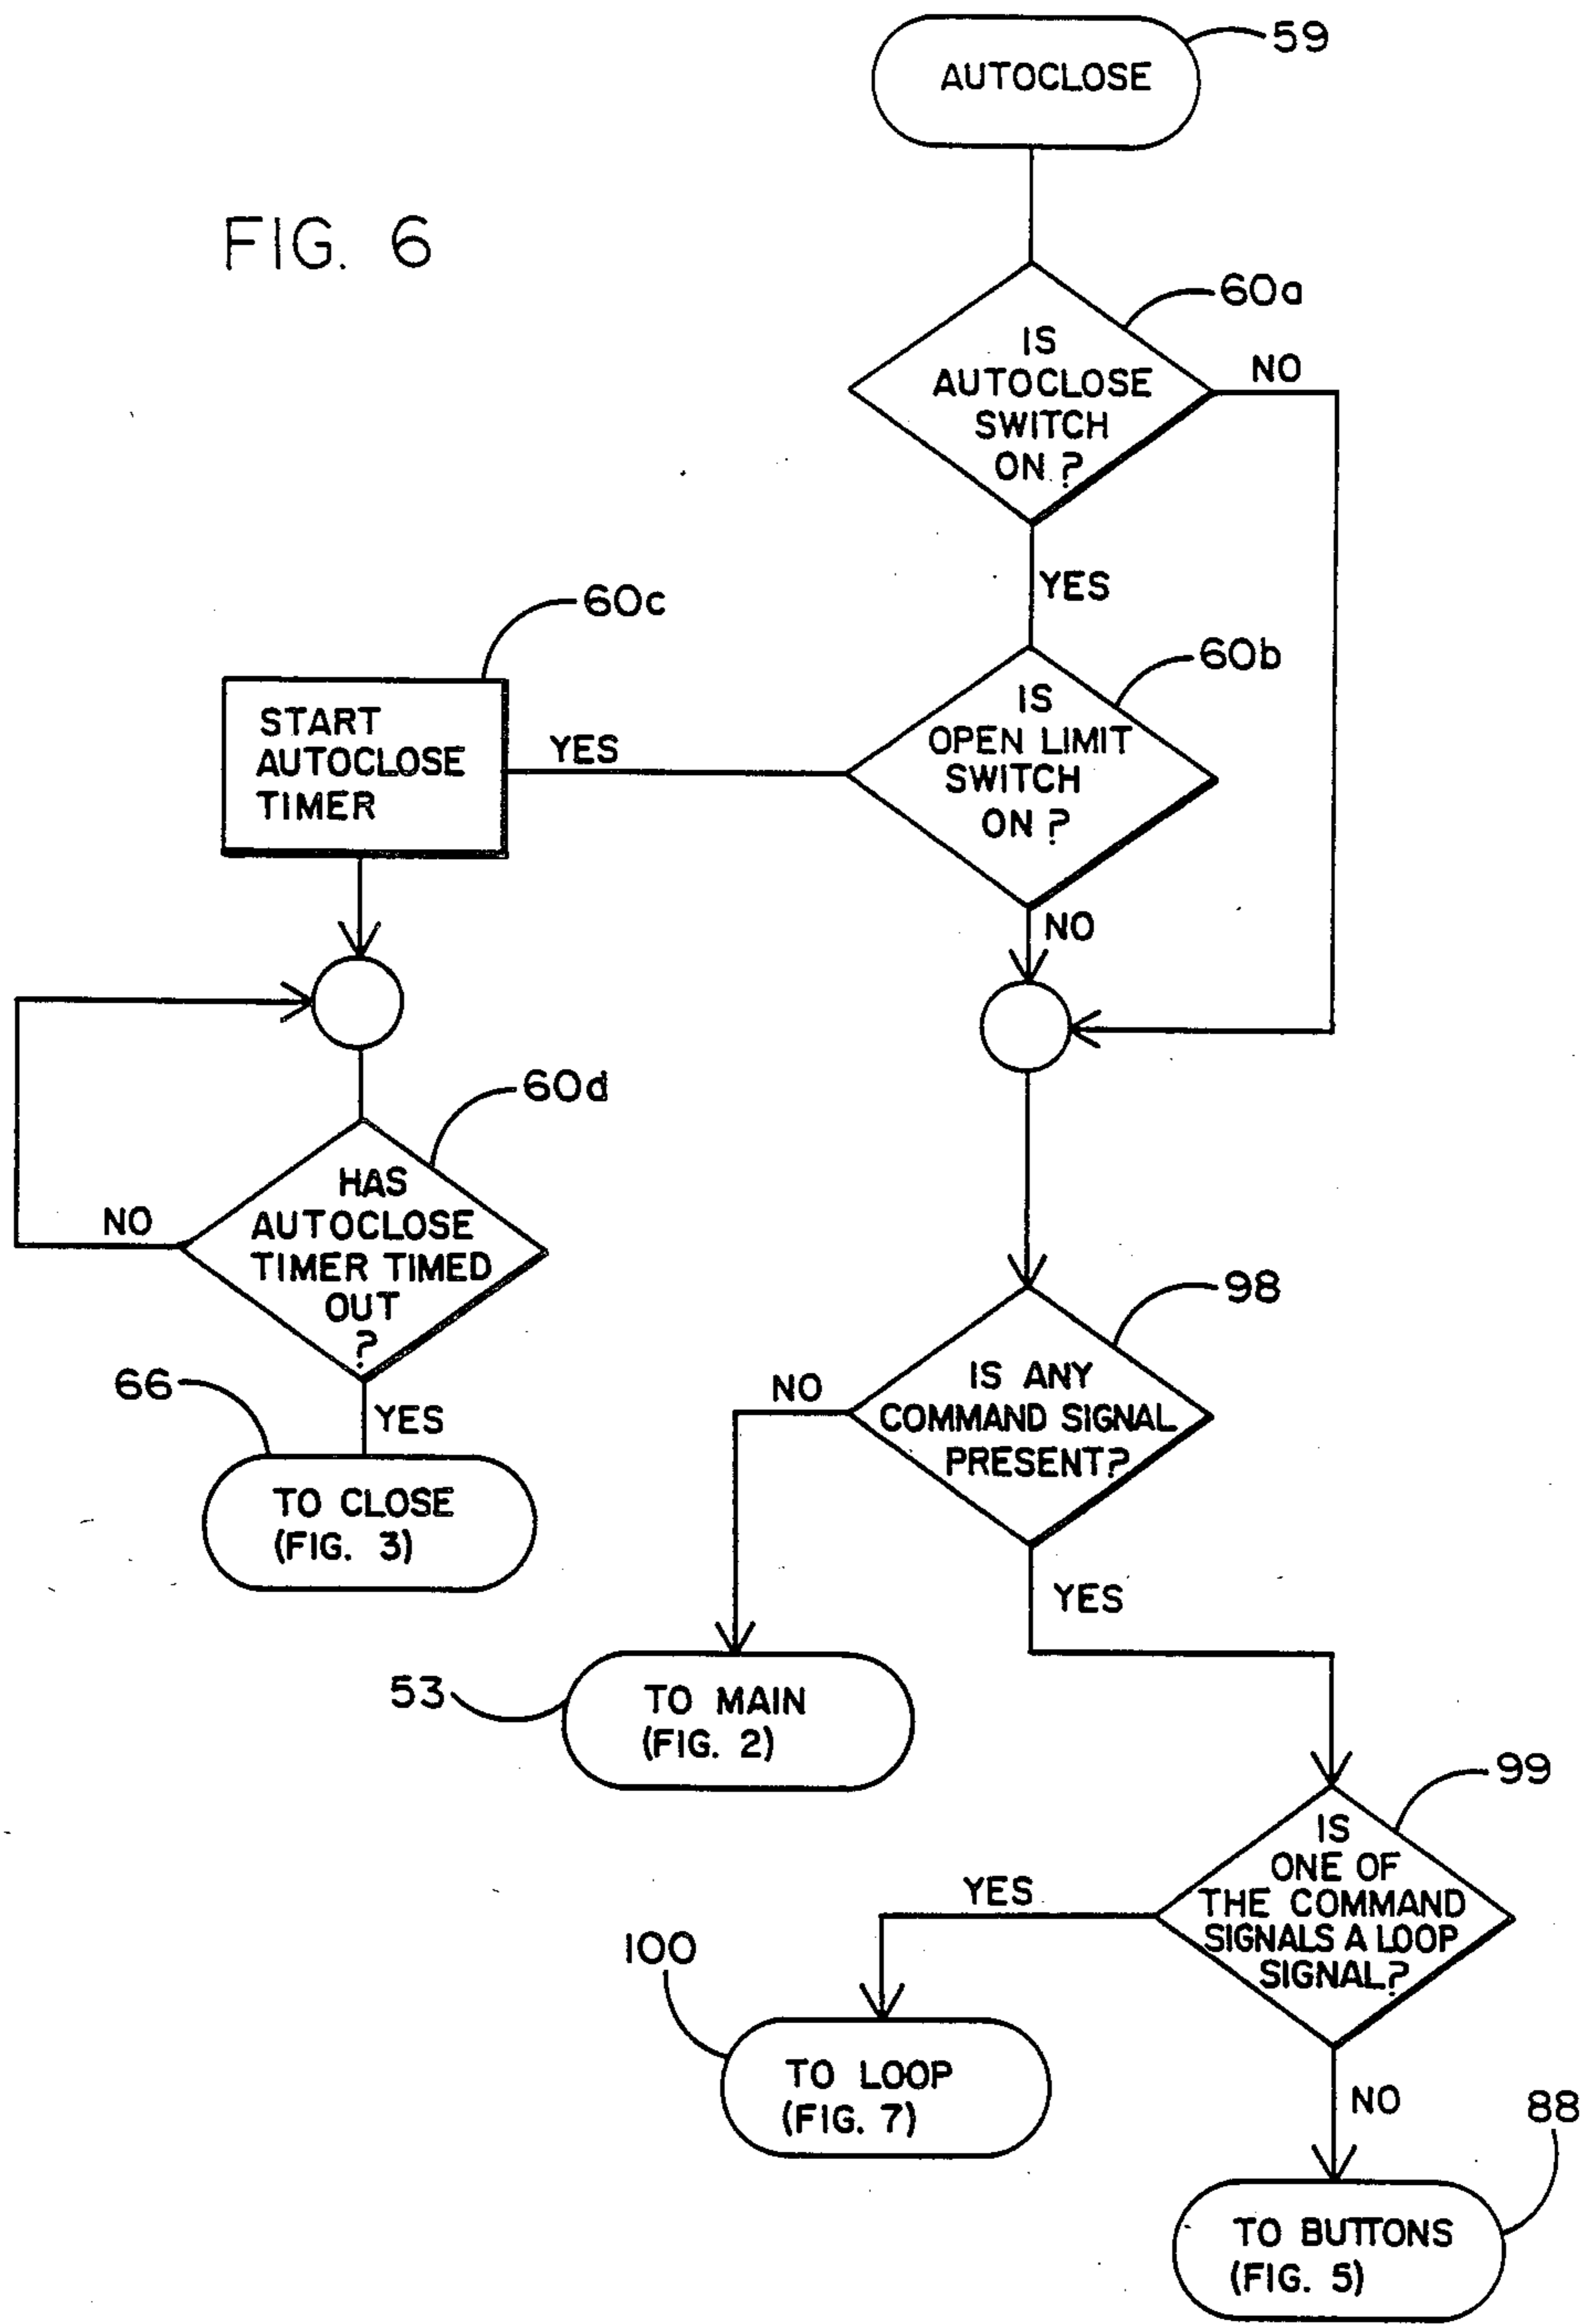 59
AUTOCLOSE
FIG. 6
60a
IS
AUTOCLOSE
SWITCH
ON ?
NO
YES
60c
60b
START
AUTOCLOSE
TIMER
YES
IS
OPEN LIMIT
SWITCH
ON ?
NO
60d
HAS
AUTOCLOSE
TIMER TIMED
OUT
?
NO
98
66
YES
NO
IS ANY
COMMAND SIGNAL
PRESENT?
TO CLOSE
(FIG. 3)
YES
53
TO MAIN
(FIG. 2)
99
IS
ONE OF
THE COMMAND
SIGNALS A LOOP
SIGNAL?
YES
100
TO LOOP
(FIG. 7)
NO
88
TO BUTTONS
(FIG. 5)